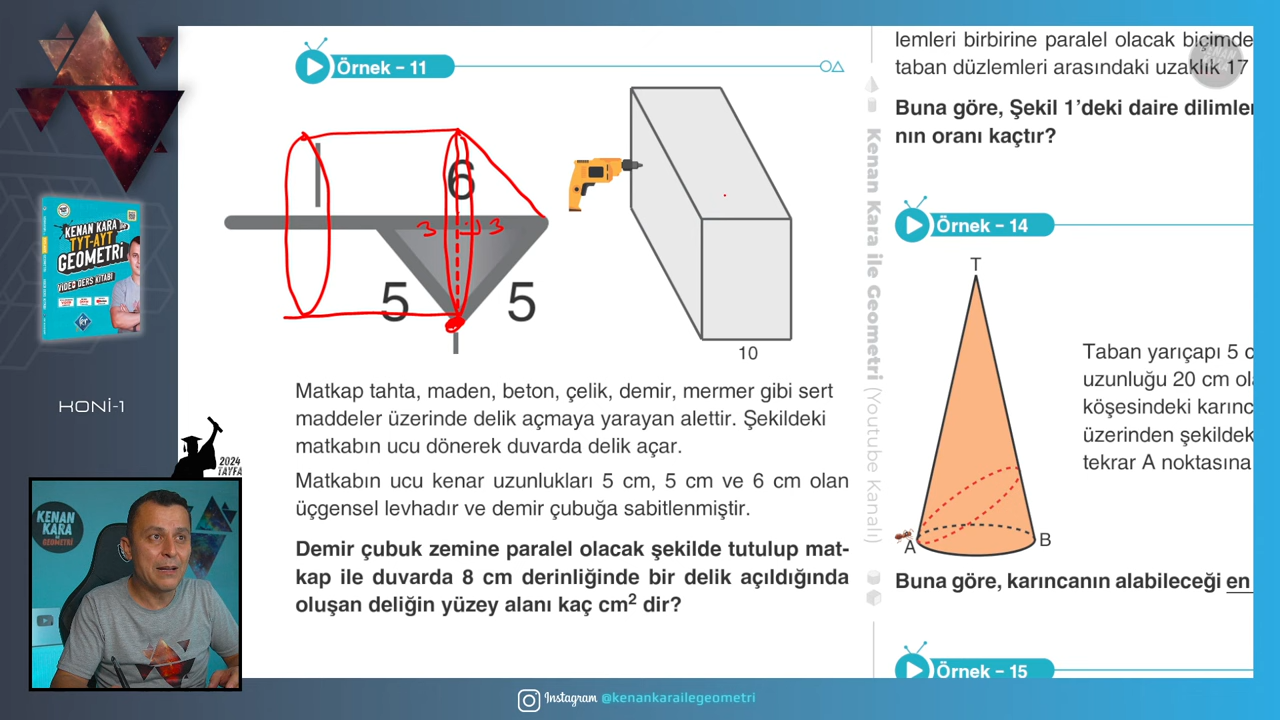 KENAN KARA
TYT-AYT
GEOMETRİ
VİDEO DERS KİTABI
KONİ-1
2024
TAYFA
KENAN
KARA
ile GEOMETRİ
Örnek – 11
6
3
3
5
5
10
Matkap tahta, maden, beton, çelik, demir, mermer gibi sert
maddeler üzerinde delik açmaya yarayan alettir. Şekildeki
matkabın ucu dönerek duvarda delik açar.
Matkabın ucu kenar uzunlukları 5 cm, 5 cm ve 6 cm olan
üçgensel levhadır ve demir çubuğa sabitlenmiştir.
Demir çubuk zemine paralel olacak şekilde tutulup mat-
kap ile duvarda 8 cm derinliğinde bir delik açıldığında
oluşan deliğin yüzey alanı kaç cm² dir?
Kenan Kara ile Geometri (Youtube Kanalı)
lemleri birbirine paralel olacak biçimde
taban düzlemleri arasındaki uzaklık 17
Buna göre, Şekil 1’deki daire dilimler
nın oranı kaçtır?
Örnek – 14
T
A
B
Taban yarıçapı 5 c
uzunluğu 20 cm ol
köşesindeki karınc
üzerinden şekildek
tekrar A noktasına
Buna göre, karıncanın alabileceği en
Örnek – 15
Instagram @kenankarailegeometri